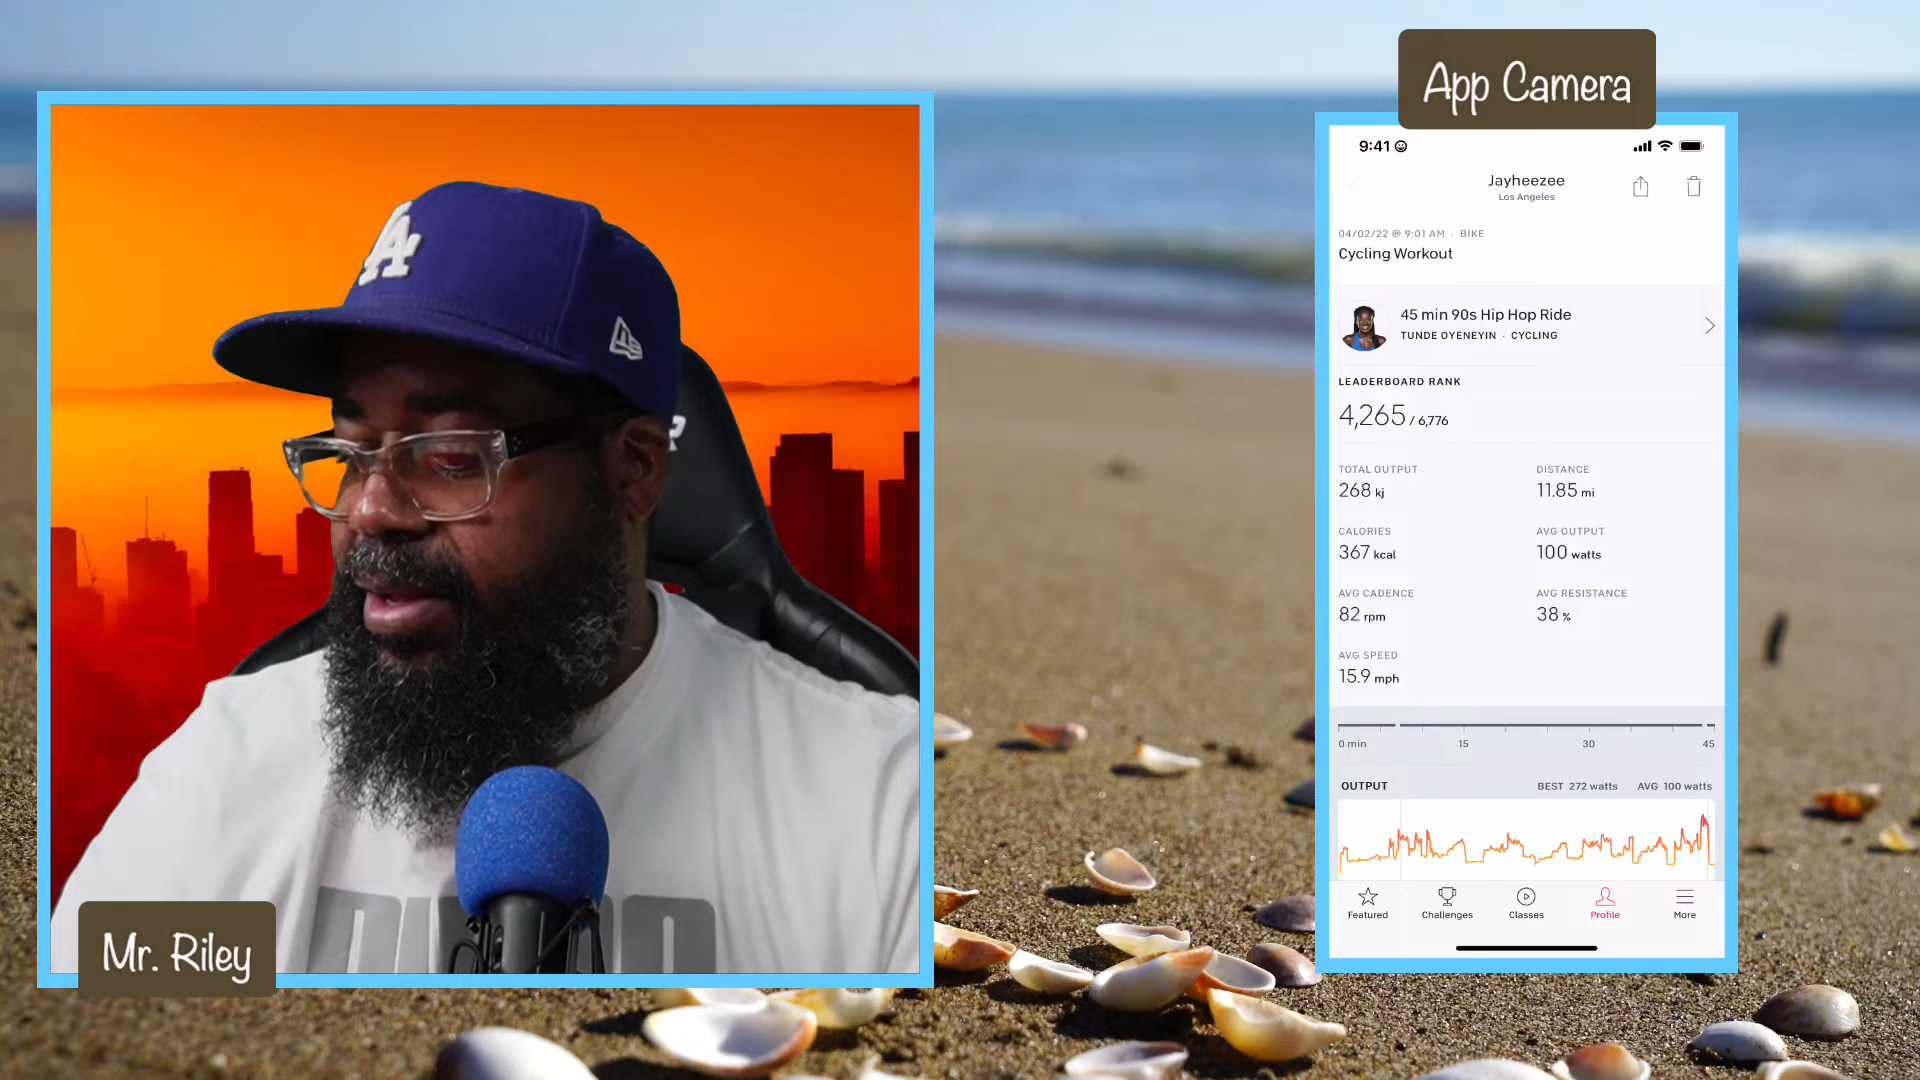 App Camera
9:41
Jayheezee
Los Angeles
04/02/22 @ 9:01 AM · BIKE
Cycling Workout
45 min 90s Hip Hop Ride
TUNDE OYENEYIN · CYCLING
LEADERBOARD RANK
4,265 / 6,776
TOTAL OUTPUT
268 kj
DISTANCE
11.85 mi
CALORIES
367 kcal
AVG OUTPUT
100 watts
AVG CADENCE
82 rpm
AVG RESISTANCE
38 %
AVG SPEED
15.9 mph
0 min 15 30 45
OUTPUT BEST 272 watts AVG 100 watts
Featured Challenges Classes Profile More
LA
Mr. Riley